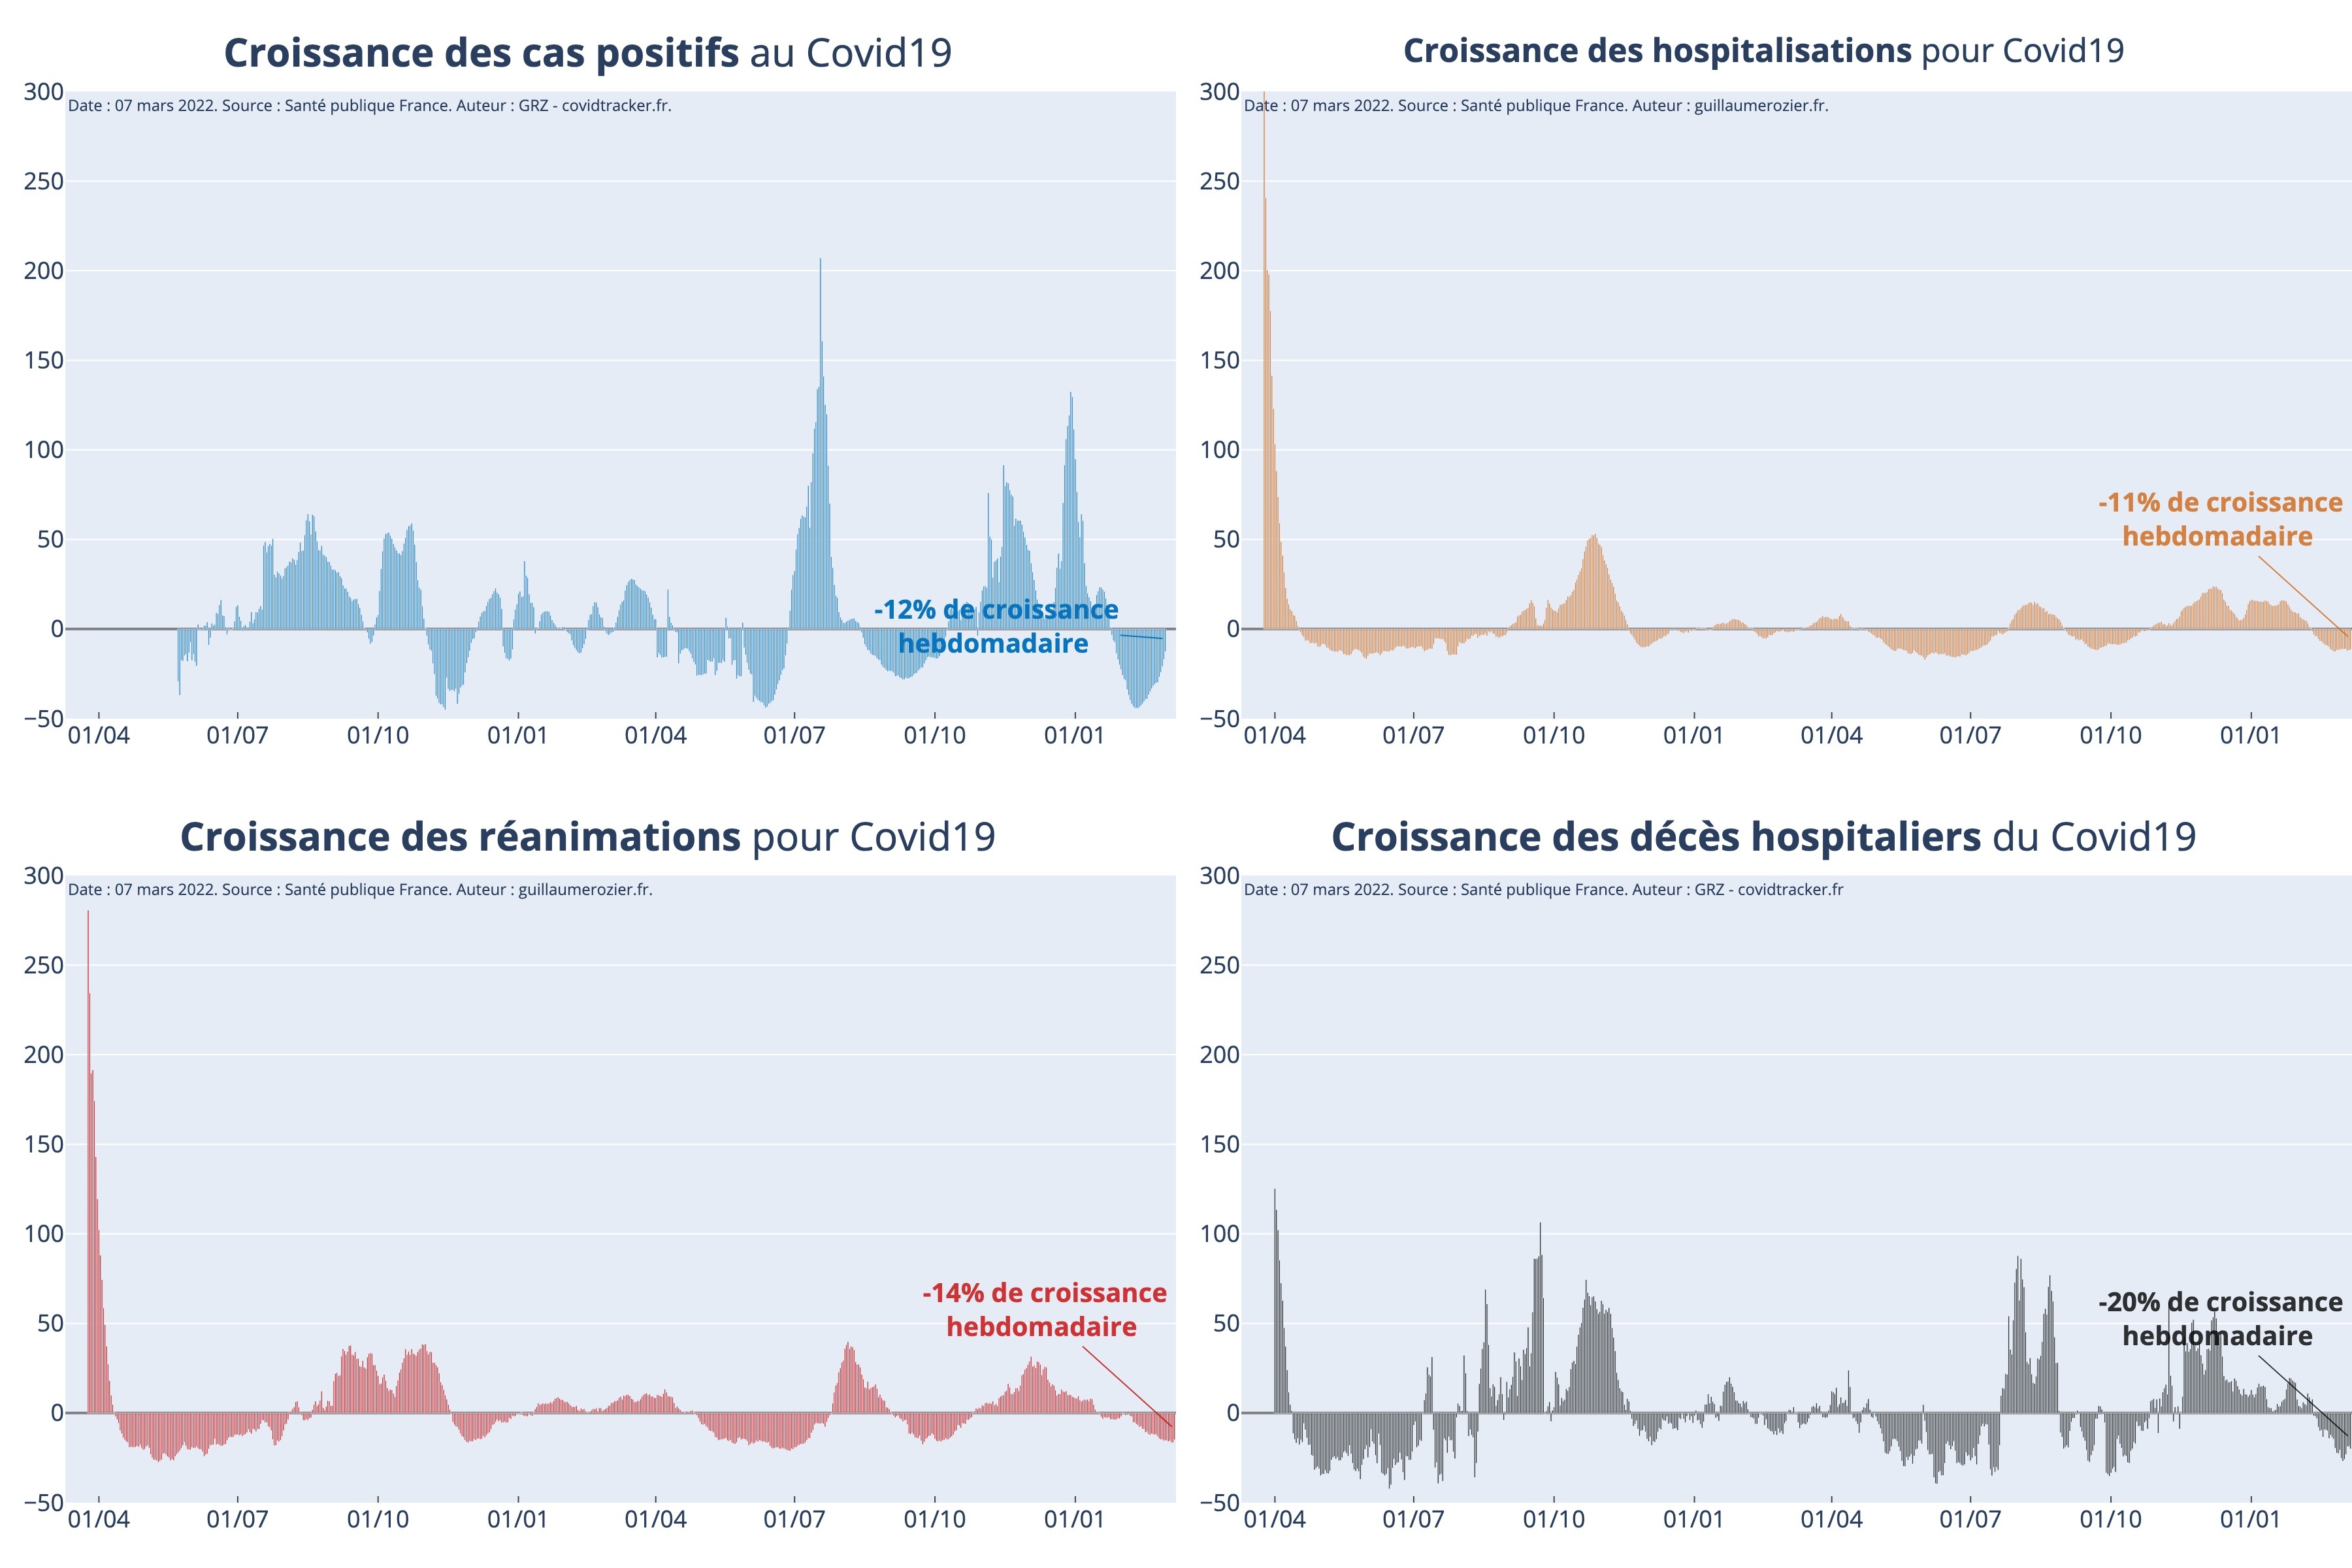 Croissance des cas positifs au Covid19
Date : 07 mars 2022. Source : Santé publique France. Auteur : GRZ - covidtracker.fr.
300
250
200
150
100
50
0
−50
-12% de croissance
hebdomadaire
01/04 01/07 01/10 01/01 01/04 01/07 01/10 01/01
Croissance des hospitalisations pour Covid19
Date : 07 mars 2022. Source : Santé publique France. Auteur : guillaumerozier.fr.
300
250
200
150
100
50
0
−50
-11% de croissance
hebdomadaire
01/04 01/07 01/10 01/01 01/04 01/07 01/10 01/01
Croissance des réanimations pour Covid19
Date : 07 mars 2022. Source : Santé publique France. Auteur : guillaumerozier.fr.
300
250
200
150
100
50
0
−50
-14% de croissance
hebdomadaire
01/04 01/07 01/10 01/01 01/04 01/07 01/10 01/01
Croissance des décès hospitaliers du Covid19
Date : 07 mars 2022. Source : Santé publique France. Auteur : GRZ - covidtracker.fr
300
250
200
150
100
50
0
−50
-20% de croissance
hebdomadaire
01/04 01/07 01/10 01/01 01/04 01/07 01/10 01/01